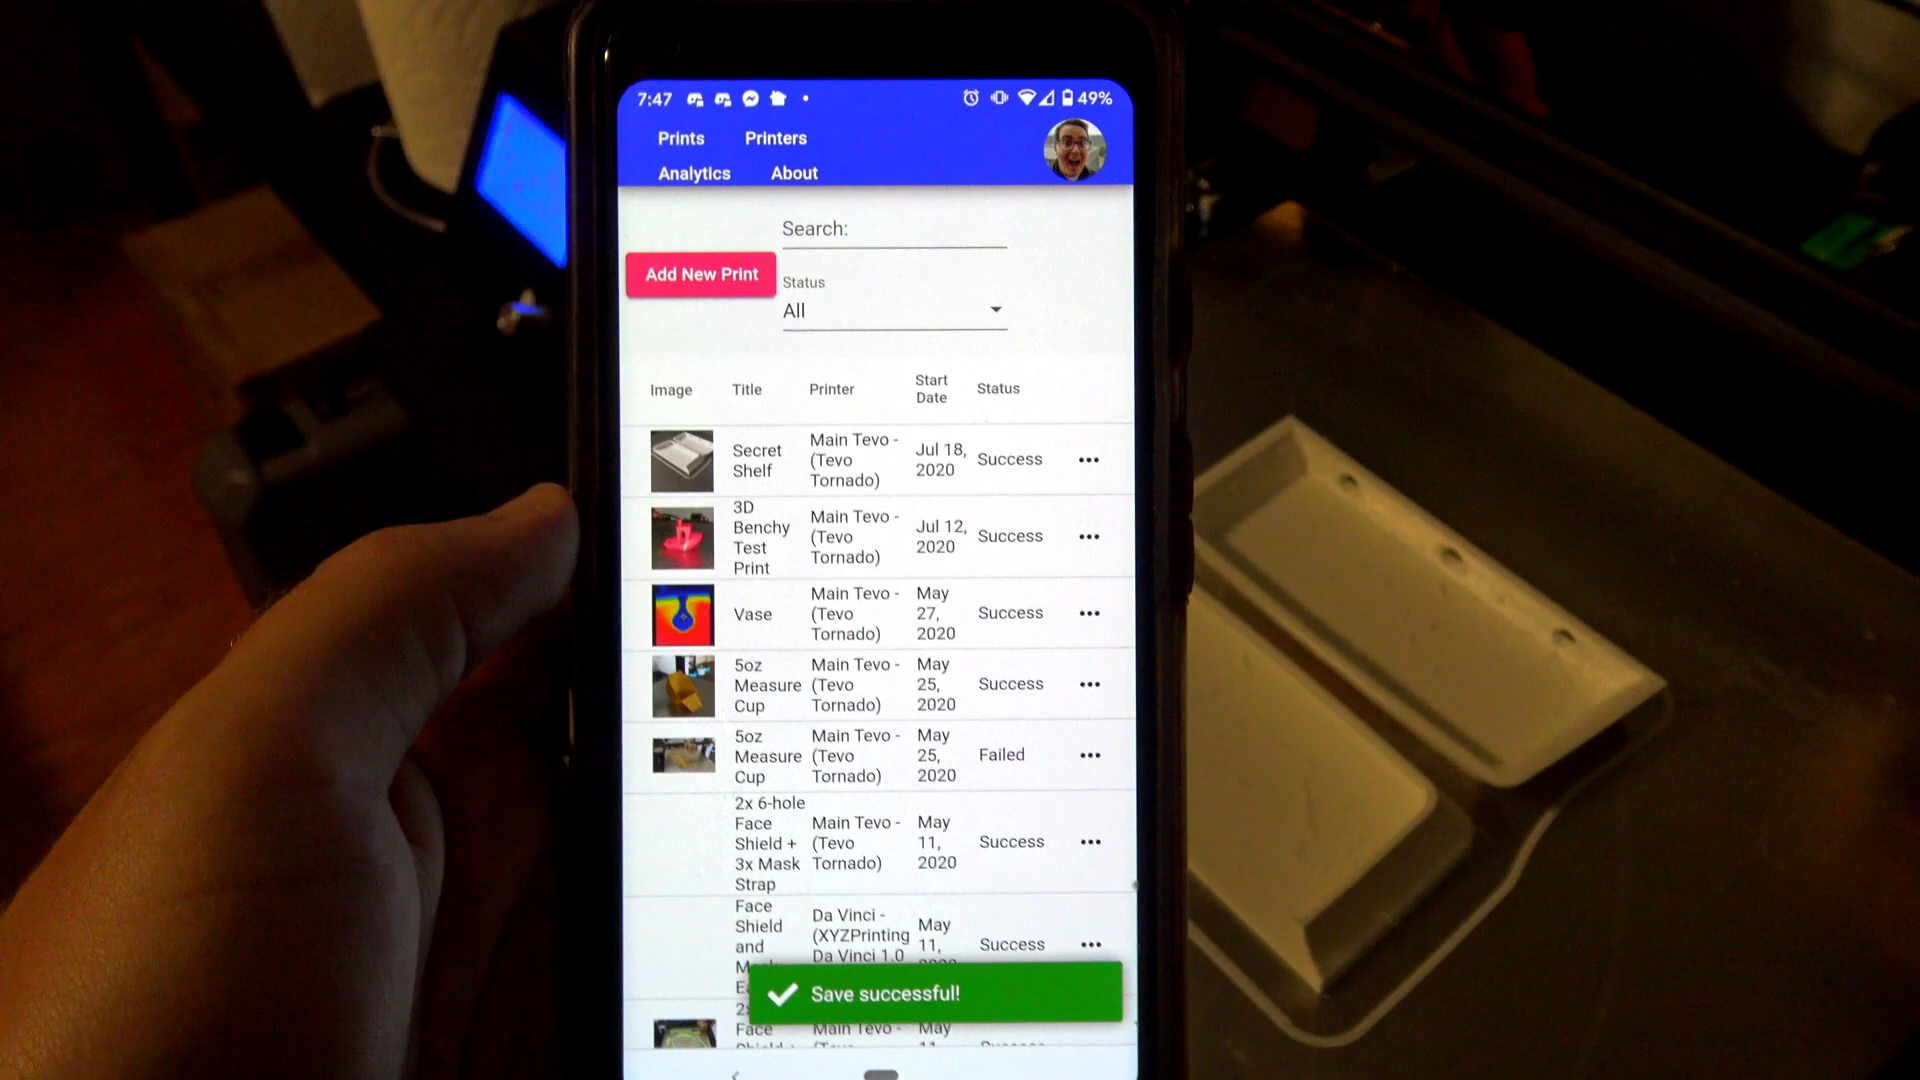 7:47
49%
Prints Printers
Analytics About
Search:
Add New Print
Status
All
Image Title Printer Start Date Status
Secret Shelf Main Tevo - (Tevo Tornado) Jul 18, 2020 Success
3D Benchy Test Print Main Tevo - (Tevo Tornado) Jul 12, 2020 Success
Vase Main Tevo - (Tevo Tornado) May 27, 2020 Success
5oz Measure Cup Main Tevo - (Tevo Tornado) May 25, 2020 Success
5oz Measure Cup Main Tevo - (Tevo Tornado) May 25, 2020 Failed
2x 6-hole Face Shield + 3x Mask Strap Main Tevo - (Tevo Tornado) May 11, 2020 Success
Face Shield and Da Vinci - (XYZPrinting Da Vinci 1.0 May 11, Success
Save successful!
Face Main Tevo - May